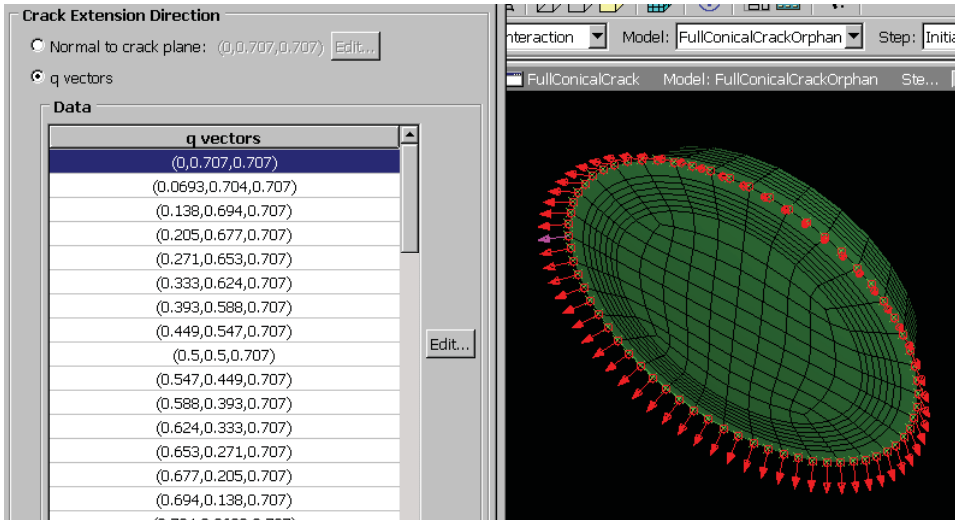 Crack Extension Direction
Normal to crack plane: (0,0.707,0.707) Edit...
q vectors
Data
q vectors
(0,0.707,0.707)
(0.0693,0.704,0.707)
(0.138,0.694,0.707)
(0.205,0.677,0.707)
(0.271,0.653,0.707)
(0.333,0.624,0.707)
(0.393,0.588,0.707)
(0.449,0.547,0.707)
(0.5,0.5,0.707)
(0.547,0.449,0.707)
(0.588,0.393,0.707)
(0.624,0.333,0.707)
(0.653,0.271,0.707)
(0.677,0.205,0.707)
(0.694,0.138,0.707)
Edit...
nteraction Model: FullConicalCrackOrphan Step: Initia
FullConicalCrack Model: FullConicalCrackOrphan Ste...